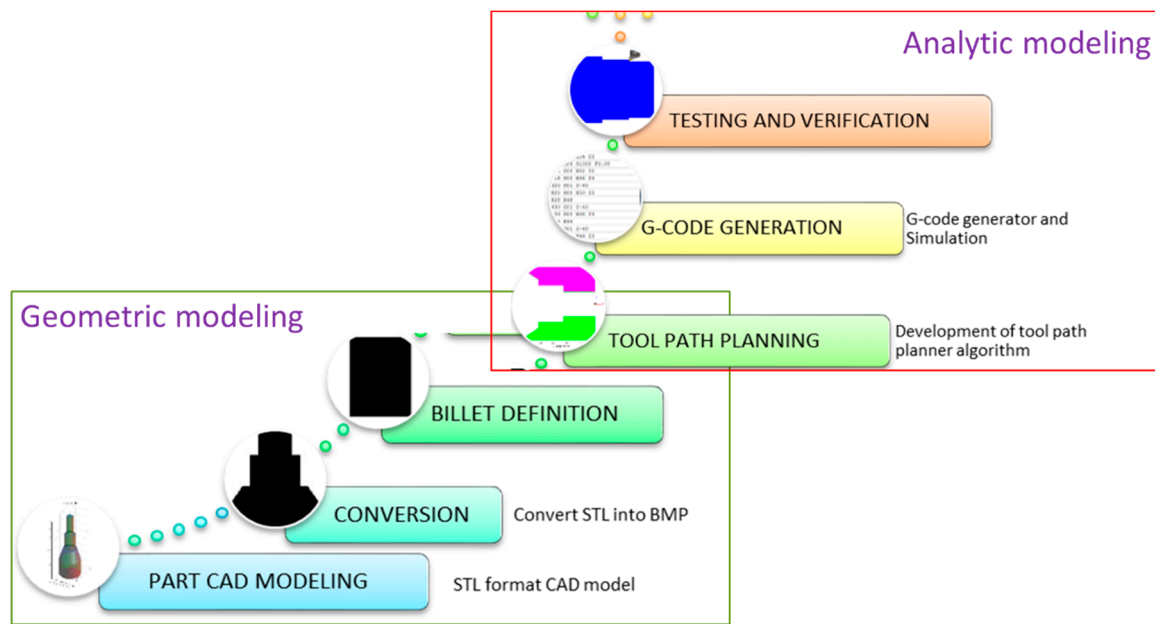 Analytic modeling
TESTING AND VERIFICATION
G-CODE GENERATION
G-code generator and
Simulation
Geometric modeling
TOOL PATH PLANNING
Development of tool path
planner algorithm
BILLET DEFINITION
CONVERSION
Convert STL into BMP
PART CAD MODELING
STL format CAD model